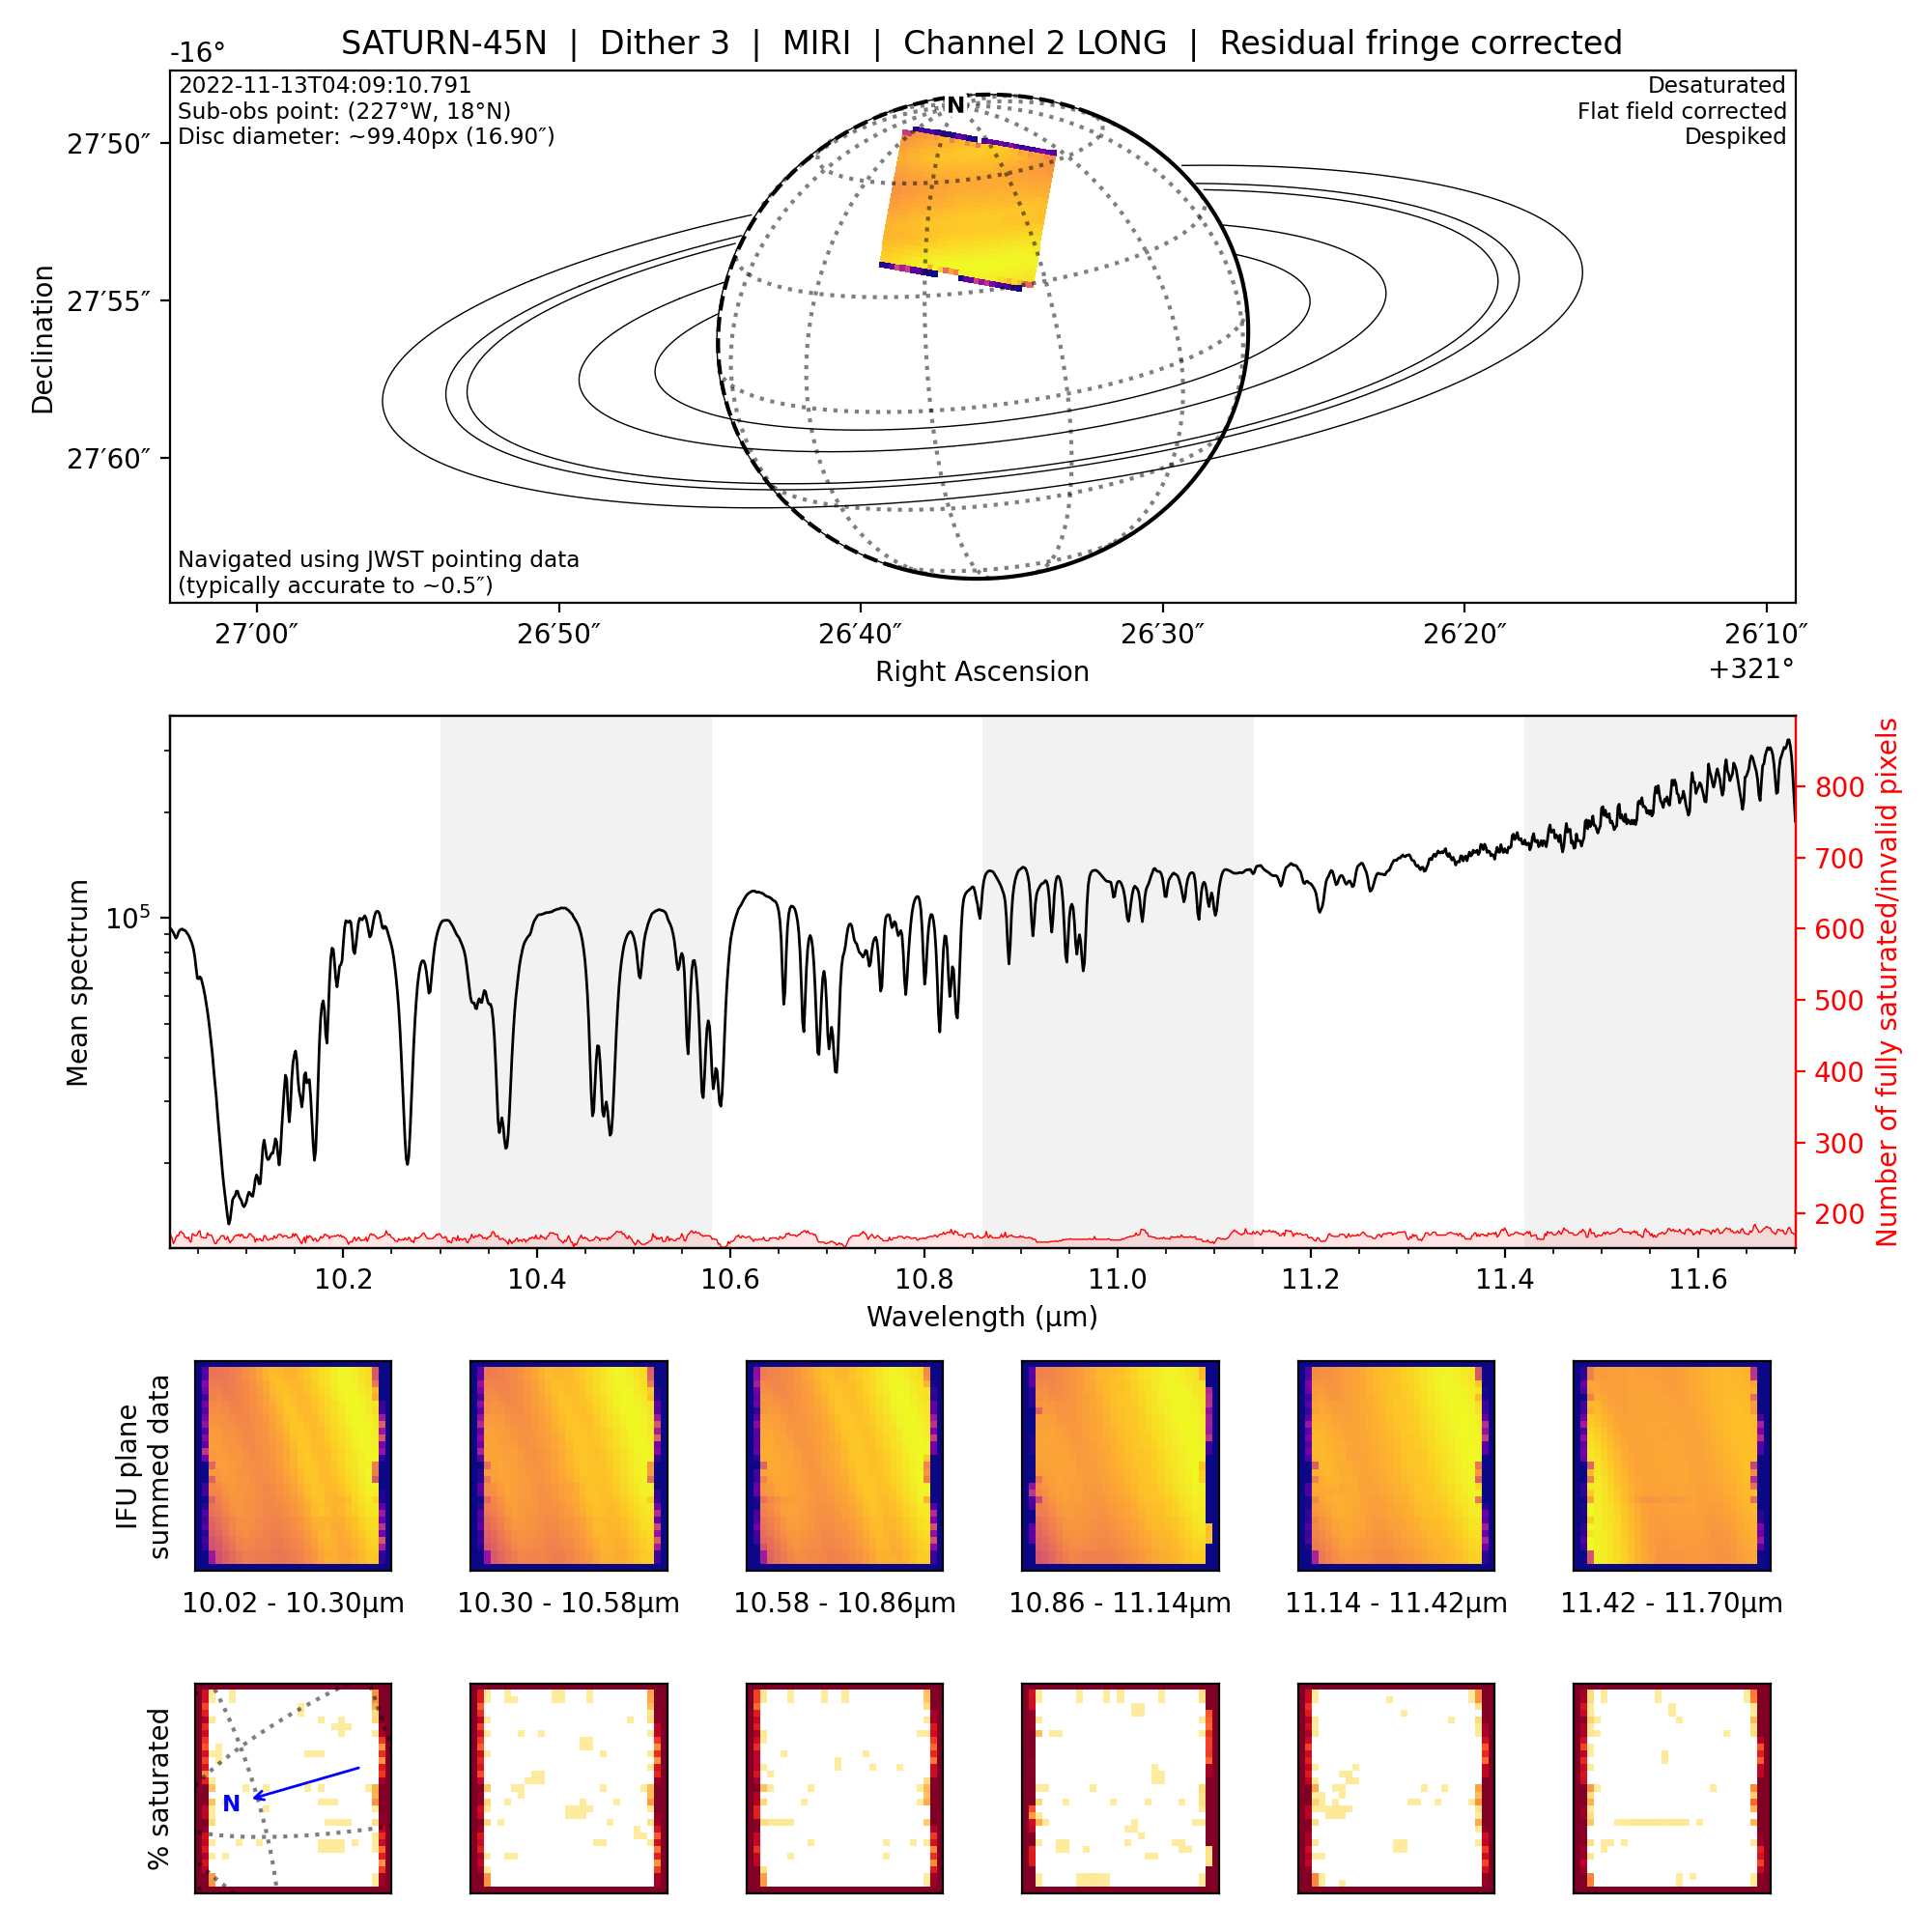 SATURN-45N | Dither 3 | MIRI | Channel 2 LONG | Residual fringe corrected
-16°
2022-11-13T04:09:10.791
Sub-obs point: (227°W, 18°N)
Disc diameter: ~99.40px (16.90″)
Desaturated
Flat field corrected
Despiked
N
27′50″
27′55″
27′60″
Declination
Navigated using JWST pointing data
(typically accurate to ~0.5″)
27′00″ 26′50″ 26′40″ 26′30″ 26′20″ 26′10″
Right Ascension
+321°
Mean spectrum
10⁵
800
700
600
500
400
300
200
Number of fully saturated/invalid pixels
10.2 10.4 10.6 10.8 11.0 11.2 11.4 11.6
Wavelength (µm)
IFU plane
summed data
10.02 - 10.30µm 10.30 - 10.58µm 10.58 - 10.86µm 10.86 - 11.14µm 11.14 - 11.42µm 11.42 - 11.70µm
% saturated
N